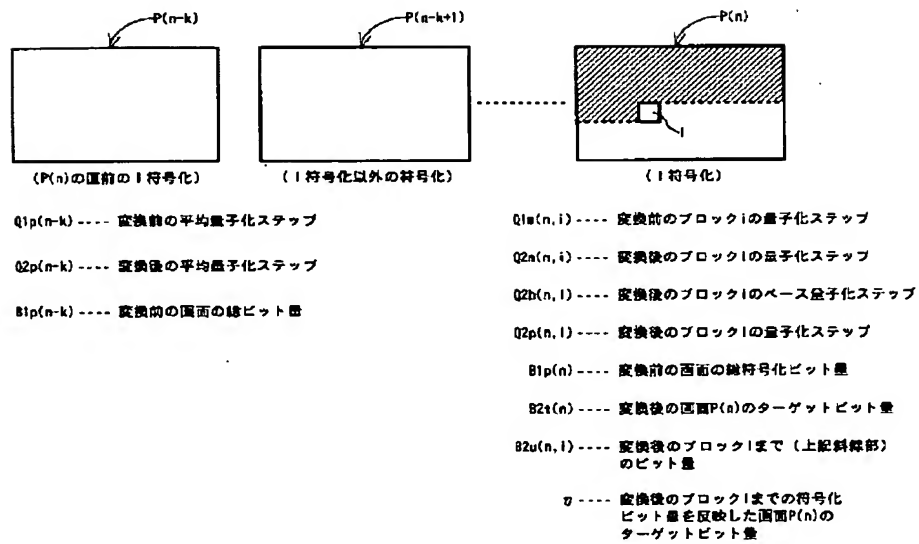 P(n-k)
P(n-k+1)
P(n)
i
(P(n)の直前のI符号化)
(I符号化以外の符号化)
(I符号化)
Q1p(n-k) ---- 変換前の平均量子化ステップ
Q2p(n-k) ---- 変換後の平均量子化ステップ
B1p(n-k) ---- 変換前の画面の総ビット量
Q1m(n,i) ---- 変換前のブロックiの量子化ステップ
Q2m(n,i) ---- 変換後のブロックiの量子化ステップ
Q2b(n,i) ---- 変換後のブロックiのベース量子化ステップ
Q2p(n,i) ---- 変換後のブロックiの量子化ステップ
B1p(n) ---- 変換前の画面の総符号化ビット量
B2t(n) ---- 変換後の画面P(n)のターゲットビット量
B2u(n,i) ---- 変換後のブロックiまで(上記斜線部)
のビット量
η ---- 変換後のブロックiまでの符号化
ビット量を反映した画面P(n)の
ターゲットビット量